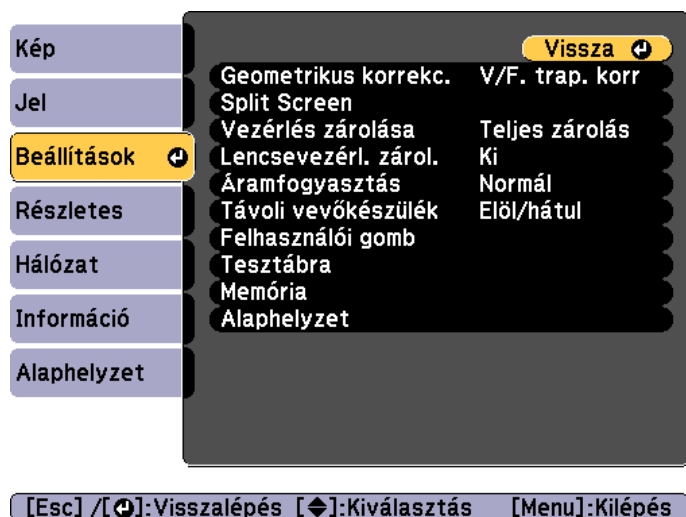 Kép
Jel
Beállítások
Részletes
Hálózat
Információ
Alaphelyzet
Vissza
Geometrikus korrekc. V/F. trap. korr
Split Screen
Vezérlés zárolása Teljes zárolás
Lencsevezérl. zárol. Ki
Áramfogyasztás Normál
Távoli vevőkészülék Elöl/hátul
Felhasználói gomb
Tesztábra
Memória
Alaphelyzet
[Esc] /[⏎]:Visszalépés [◆]:Kiválasztás [Menu]:Kilépés